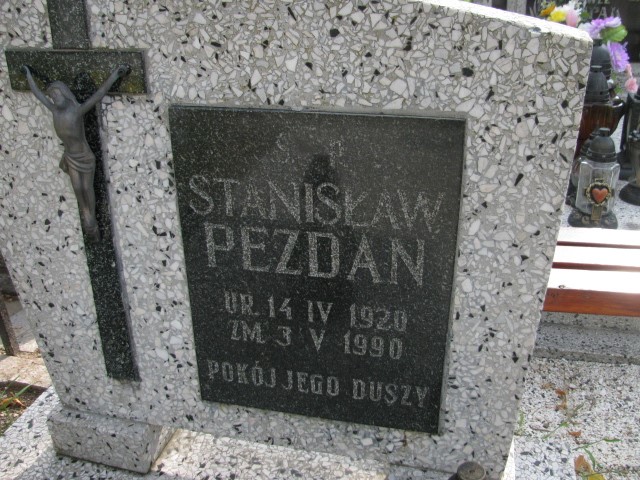 Ś. P.
STANISŁAW
PEZDAN
UR. 14 IV 1920
ZM. 3 V 1990
POKÓJ JEGO DUSZY